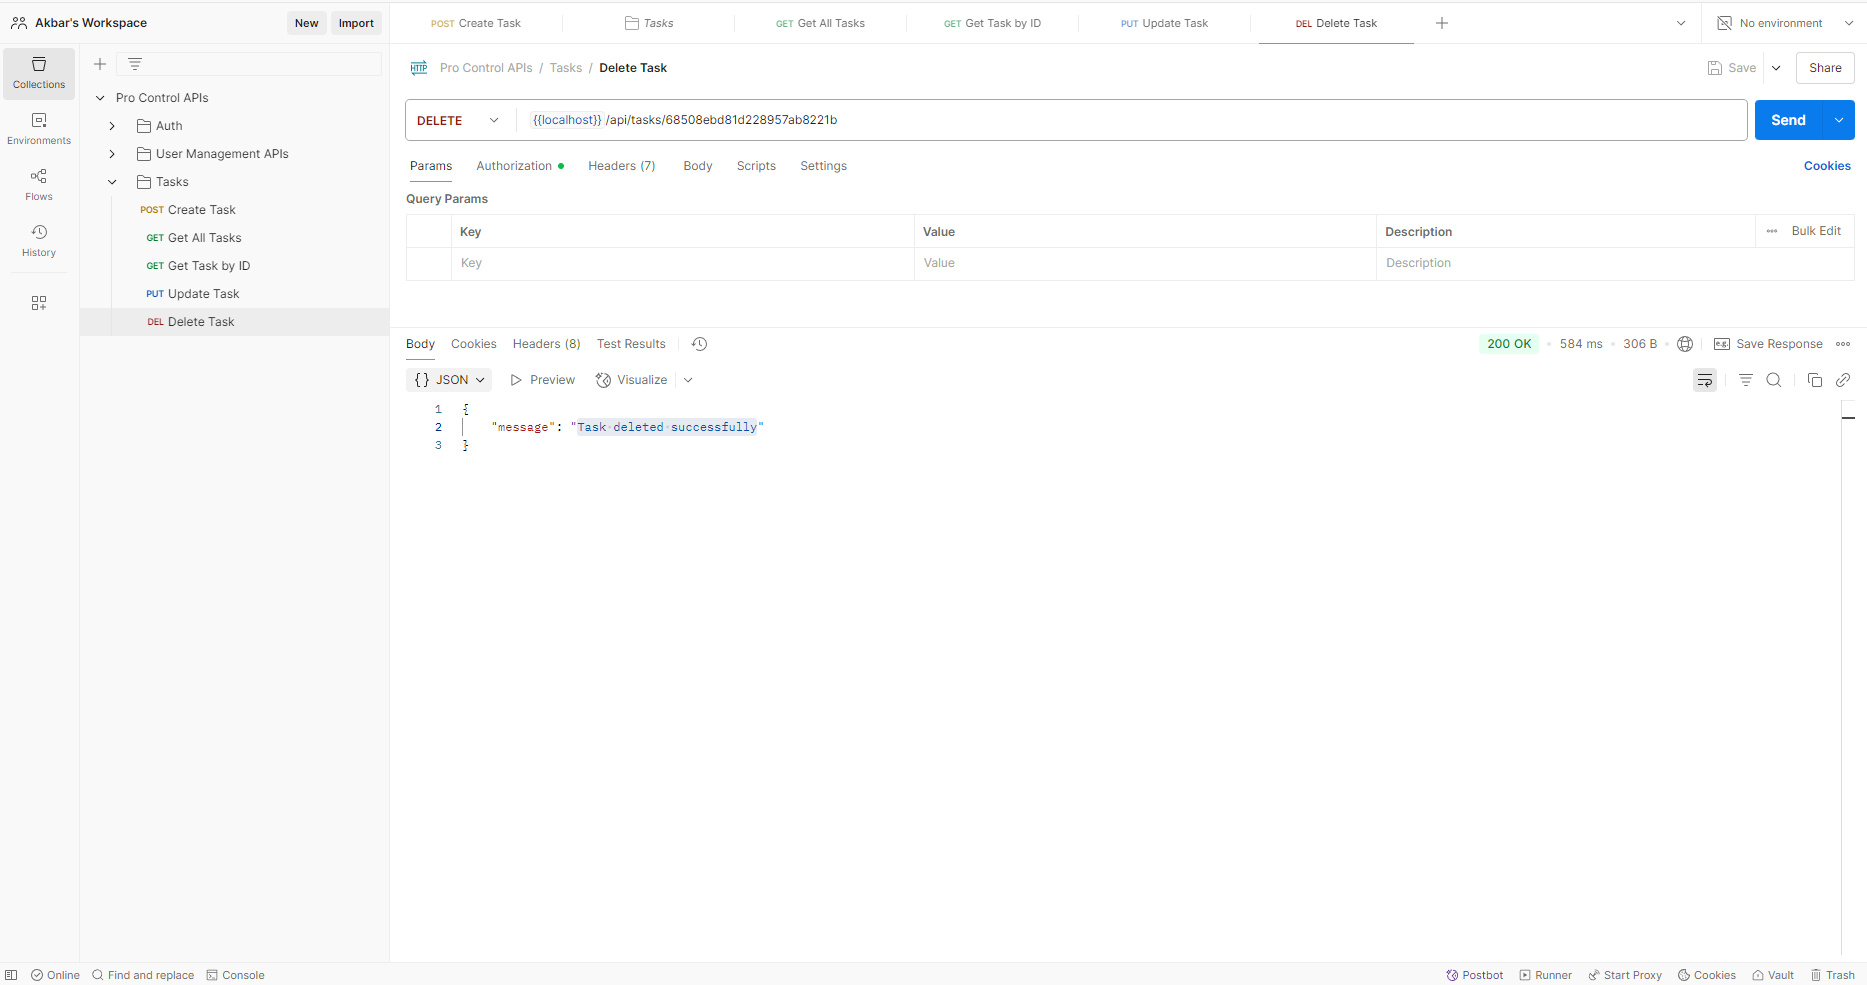 Akbar's Workspace
New
Import
POST Create Task
Tasks
GET Get All Tasks
GET Get Task by ID
PUT Update Task
DEL Delete Task
No environment
Collections
Environments
Flows
History
Pro Control APIs
Auth
User Management APIs
Tasks
POST Create Task
GET Get All Tasks
GET Get Task by ID
PUT Update Task
DEL Delete Task
HTTP Pro Control APIs / Tasks / Delete Task
Save
Share
DELETE
{{localhost}} /api/tasks/68508ebd81d228957ab8221b
Send
Params Authorization Headers (7) Body Scripts Settings
Cookies
Query Params
Key Value Description Bulk Edit
Key Value Description
Body Cookies Headers (8) Test Results
200 OK • 584 ms • 306 B • e.g. Save Response
{} JSON Preview Visualize
1 {
2 "message": "Task deleted successfully"
3 }
Online Find and replace Console
Postbot Runner Start Proxy Cookies Vault Trash